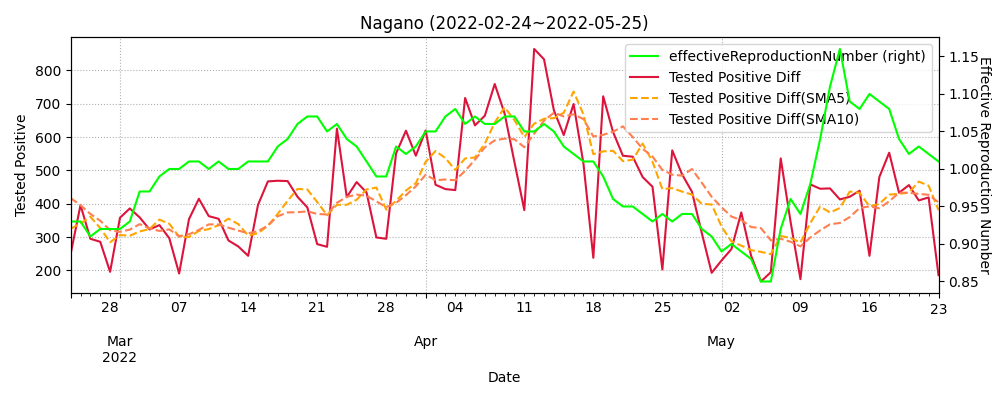 Nagano (2022-02-24~2022-05-25)
effectiveReproductionNumber (right)
Tested Positive Diff
Tested Positive Diff(SMA5)
Tested Positive Diff(SMA10)
Tested Positive
800
700
600
500
400
300
200
1.15
1.10
1.05
1.00
0.95
0.90
0.85
Effective Reproduction Number
28 07 14 21 28 04 11 18 25 02 09 16 23
Mar Apr May
2022
Date